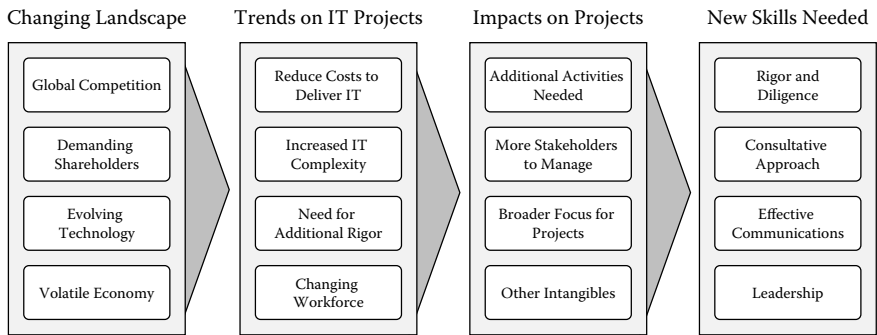 Changing Landscape
Global Competition
Demanding
Shareholders
Evolving
Technology
Volatile Economy
Trends on IT Projects
Reduce Costs to
Deliver IT
Increased IT
Complexity
Need for
Additional Rigor
Changing
Workforce
Impacts on Projects
Additional Activities
Needed
More Stakeholders
to Manage
Broader Focus for
Projects
Other Intangibles
New Skills Needed
Rigor and
Diligence
Consultative
Approach
Effective
Communications
Leadership